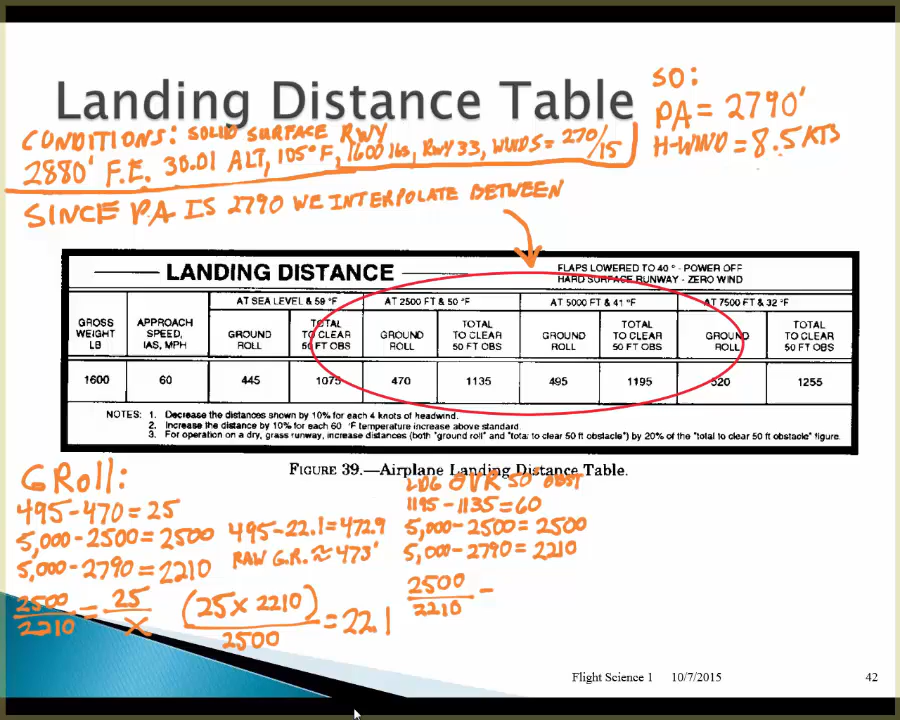 Landing Distance Table
SO:
PA = 2790'
H-WIND = 8.5 KTS
CONDITIONS: SOLID SURFACE RWY
2880' F.E. 30.01 ALT, 105°F, 1600 lbs, RWY 33, WINDS = 270/15
SINCE PA IS 2790 WE INTERPOLATE BETWEEN
LANDING DISTANCE
FLAPS LOWERED TO 40° - POWER OFF
HARD SURFACE RUNWAY - ZERO WIND
GROSS WEIGHT LB
APPROACH SPEED, IAS, MPH
AT SEA LEVEL & 59 °F AT 2500 FT & 50 °F AT 5000 FT & 41 °F AT 7500 FT & 32 °F
GROUND ROLL TOTAL TO CLEAR 50 FT OBS GROUND ROLL TOTAL TO CLEAR 50 FT OBS GROUND ROLL TOTAL TO CLEAR 50 FT OBS GROUND ROLL TOTAL TO CLEAR 50 FT OBS
1600 60 445 1075 470 1135 495 1195 520 1255
NOTES: 1. Decrease the distances shown by 10% for each 4 knots of headwind.
2. Increase the distance by 10% for each 60 °F temperature increase above standard.
3. For operation on a dry, grass runway, increase distances (both "ground roll" and "total to clear 50 ft obstacle") by 20% of the "total to clear 50 ft obstacle" figure.
FIGURE 39.—Airplane Landing Distance Table.
G Roll:
495-470=25
5,000-2500=2500
5,000-2790=2210
2500/2210 = 25/X
(25 x 2210)/2500 = 22.1
495-22.1=472.9
RAW G.R. ≈ 473'
LDG OVR 50 OBST
1195-1135=60
5,000-2500=2500
5,000-2790=2210
2500/2210 =
Flight Science 1 10/7/2015 42